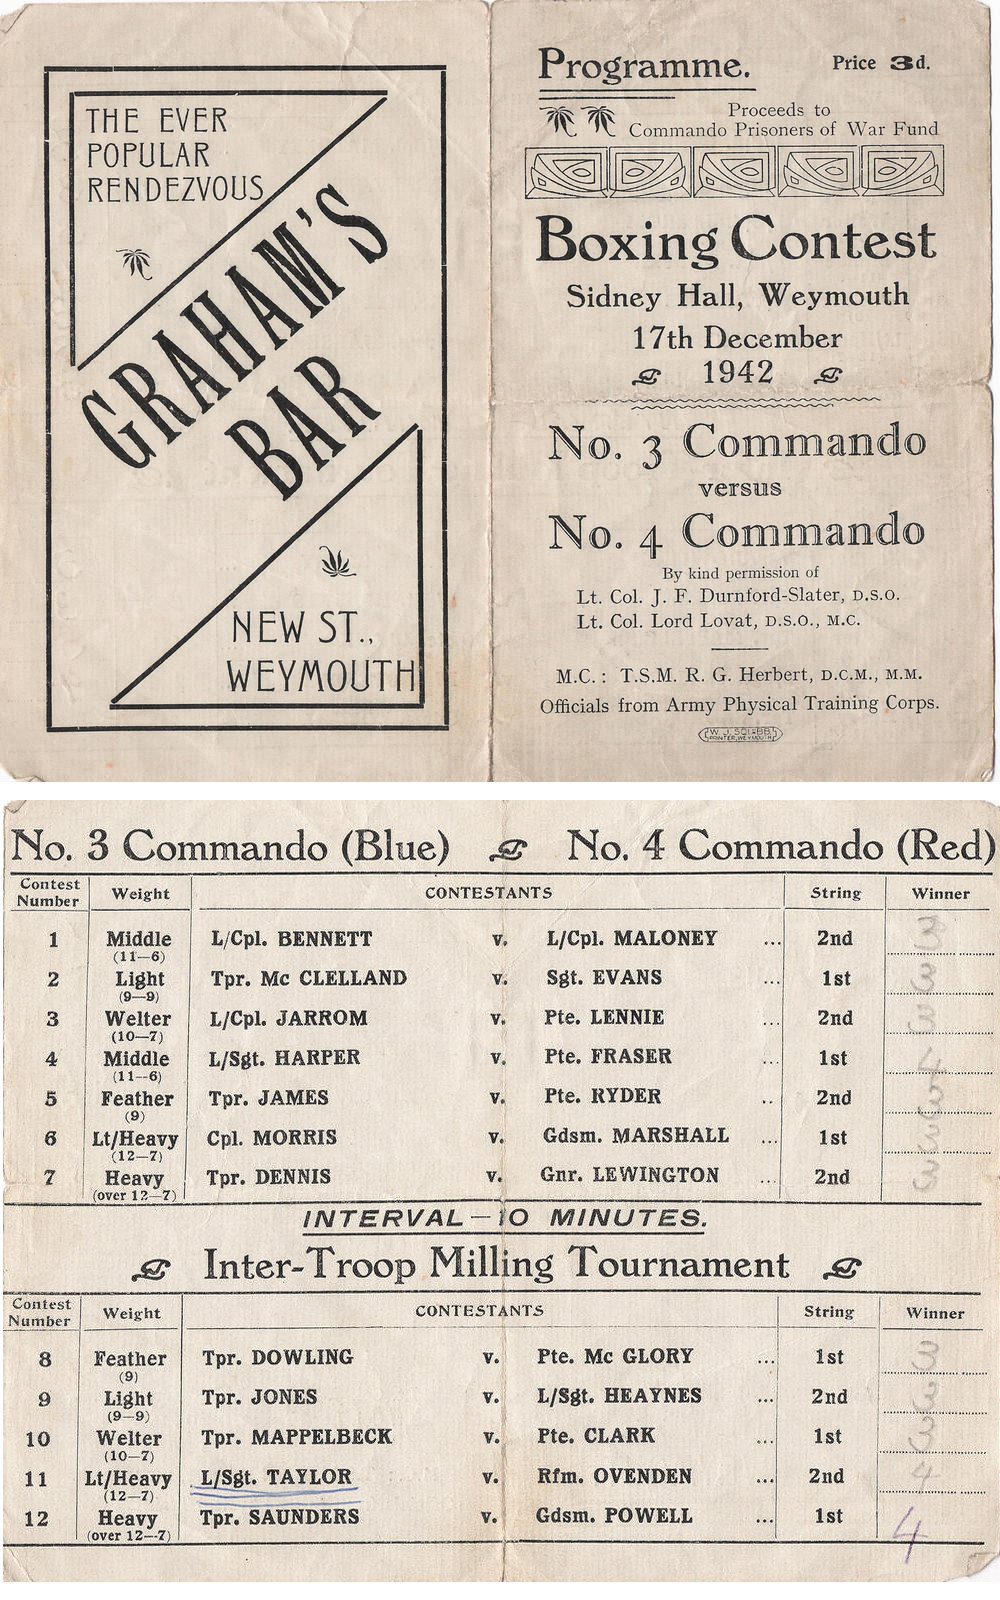 THE EVER
POPULAR
RENDEZVOUS
GRAHAM'S
BAR
NEW ST.,
WEYMOUTH
Programme. Price 3d.
Proceeds to
Commando Prisoners of War Fund
Boxing Contest
Sidney Hall, Weymouth
17th December
1942
No. 3 Commando
versus
No. 4 Commando
By kind permission of
Lt. Col. J. F. Durnford-Slater, D.S.O.
Lt. Col. Lord Lovat, D.S.O., M.C.
M.C.: T.S.M. R. G. Herbert, D.C.M., M.M.
Officials from Army Physical Training Corps.
PRINTER, WEYMOUTH
No. 3 Commando (Blue) No. 4 Commando (Red)
Contest Number Weight CONTESTANTS String Winner
1 Middle L/Cpl. BENNETT v. L/Cpl. MALONEY ... 2nd 3
(11—6)
2 Light Tpr. Mc CLELLAND v. Sgt. EVANS ... 1st 3
(9—9)
3 Welter L/Cpl. JARROM v. Pte. LENNIE ... 2nd 3
(10—7)
4 Middle L/Sgt. HARPER v. Pte. FRASER ... 1st 4
(11—6)
5 Feather Tpr. JAMES v. Pte. RYDER .. 2nd 3
(9)
6 Lt/Heavy Cpl. MORRIS v. Gdsm. MARSHALL ... 1st 3
(12—7)
7 Heavy Tpr. DENNIS v. Gnr. LEWINGTON ... 2nd 3
(over 12—7)
INTERVAL—10 MINUTES.
Inter-Troop Milling Tournament
Contest Number Weight CONTESTANTS String Winner
8 Feather Tpr. DOWLING v. Pte. Mc GLORY ... 1st 3
(9)
9 Light Tpr. JONES v. L/Sgt. HEAYNES ... 2nd 3
(9—9)
10 Welter Tpr. MAPPELBECK v. Pte. CLARK ... 1st 3
(10—7)
11 Lt/Heavy L/Sgt. TAYLOR v. Rfm. OVENDEN ... 2nd 4
(12—7)
12 Heavy Tpr. SAUNDERS v. Gdsm. POWELL ... 1st 4
(over 12—7)